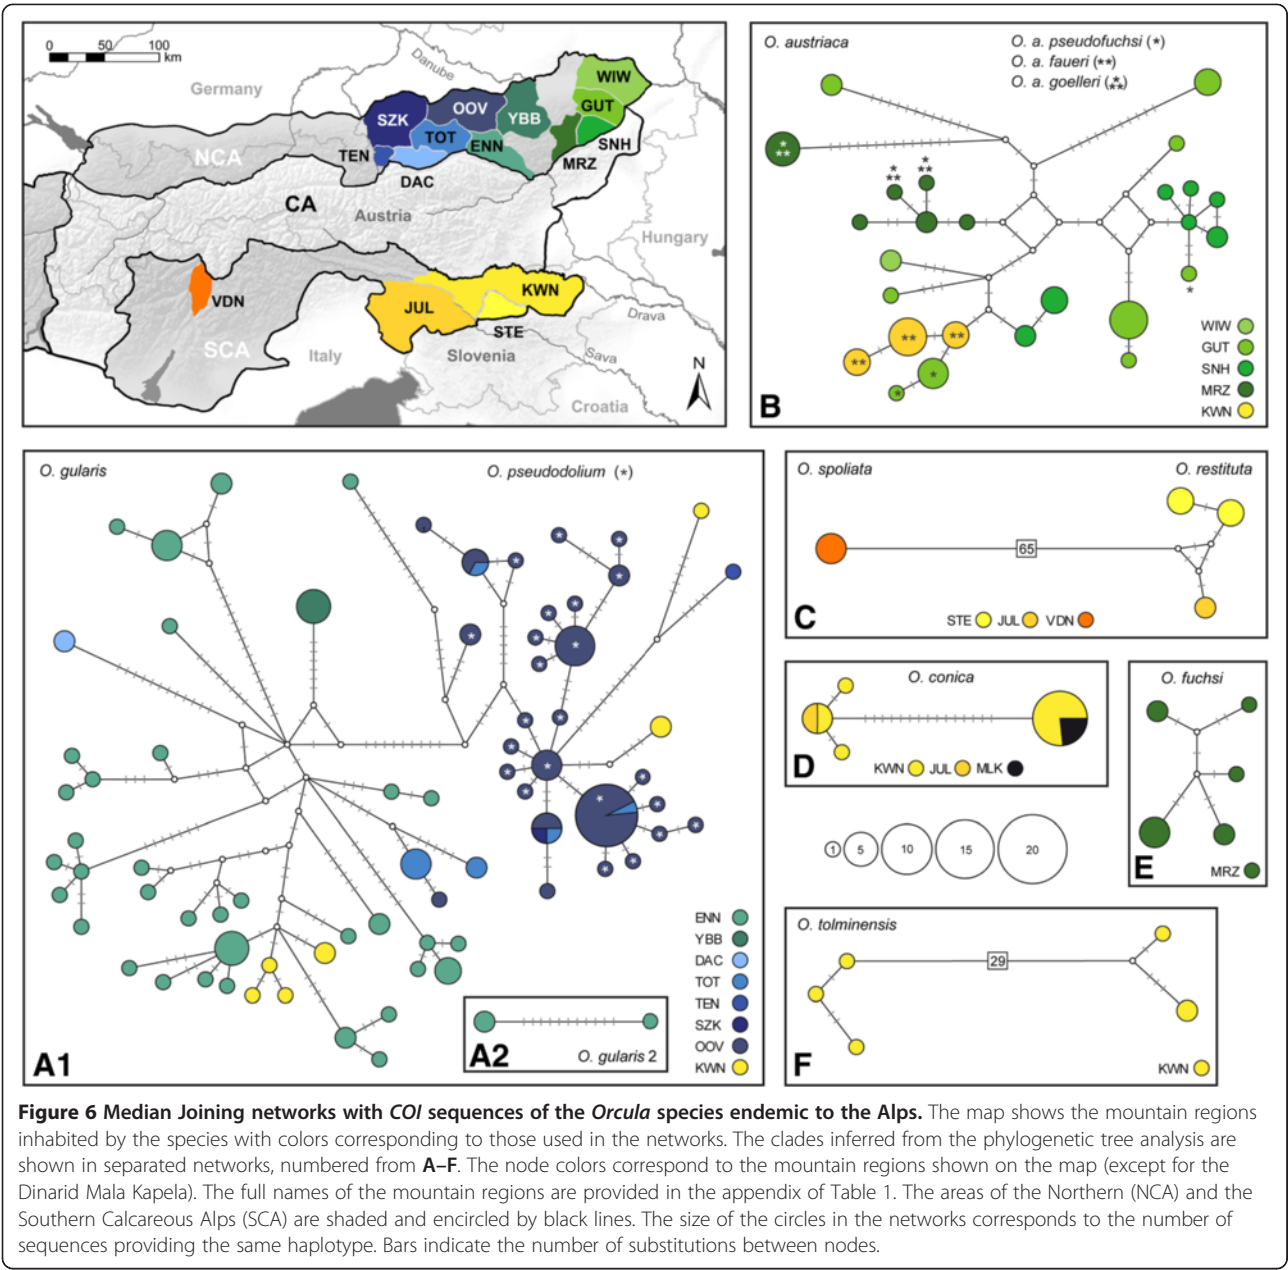 0 50 100
km
Germany
Danube
WIW
SZK
OOV
YBB
GUT
TOT
ENN
SNH
NCA
TEN
MRZ
DAC
CA
Austria
Hungary
VDN
KWN
JUL
STE
Drava
SCA
Italy
Slovenia
Sava
N
Croatia
O. austriaca
O. a. pseudofuchsi (*)
O. a. faueri (**)
O. a. goelleri (***)
*
**
*
**
*
**
*
**
**
**
*
*
WIW
GUT
SNH
MRZ
KWN
B
O. gularis
O. pseudodolium (*)
ENN
YBB
DAC
TOT
TEN
SZK
OOV
KWN
A1
A2
O. gularis 2
O. spoliata
O. restituta
65
C
STE JUL VDN
O. conica
D
KWN JUL MLK
1 5 10 15 20
O. fuchsi
E
MRZ
O. tolminensis
29
F
KWN
Figure 6 Median Joining networks with COI sequences of the Orcula species endemic to the Alps. The map shows the mountain regions
inhabited by the species with colors corresponding to those used in the networks. The clades inferred from the phylogenetic tree analysis are
shown in separated networks, numbered from A–F. The node colors correspond to the mountain regions shown on the map (except for the
Dinarid Mala Kapela). The full names of the mountain regions are provided in the appendix of Table 1. The areas of the Northern (NCA) and the
Southern Calcareous Alps (SCA) are shaded and encircled by black lines. The size of the circles in the networks corresponds to the number of
sequences providing the same haplotype. Bars indicate the number of substitutions between nodes.